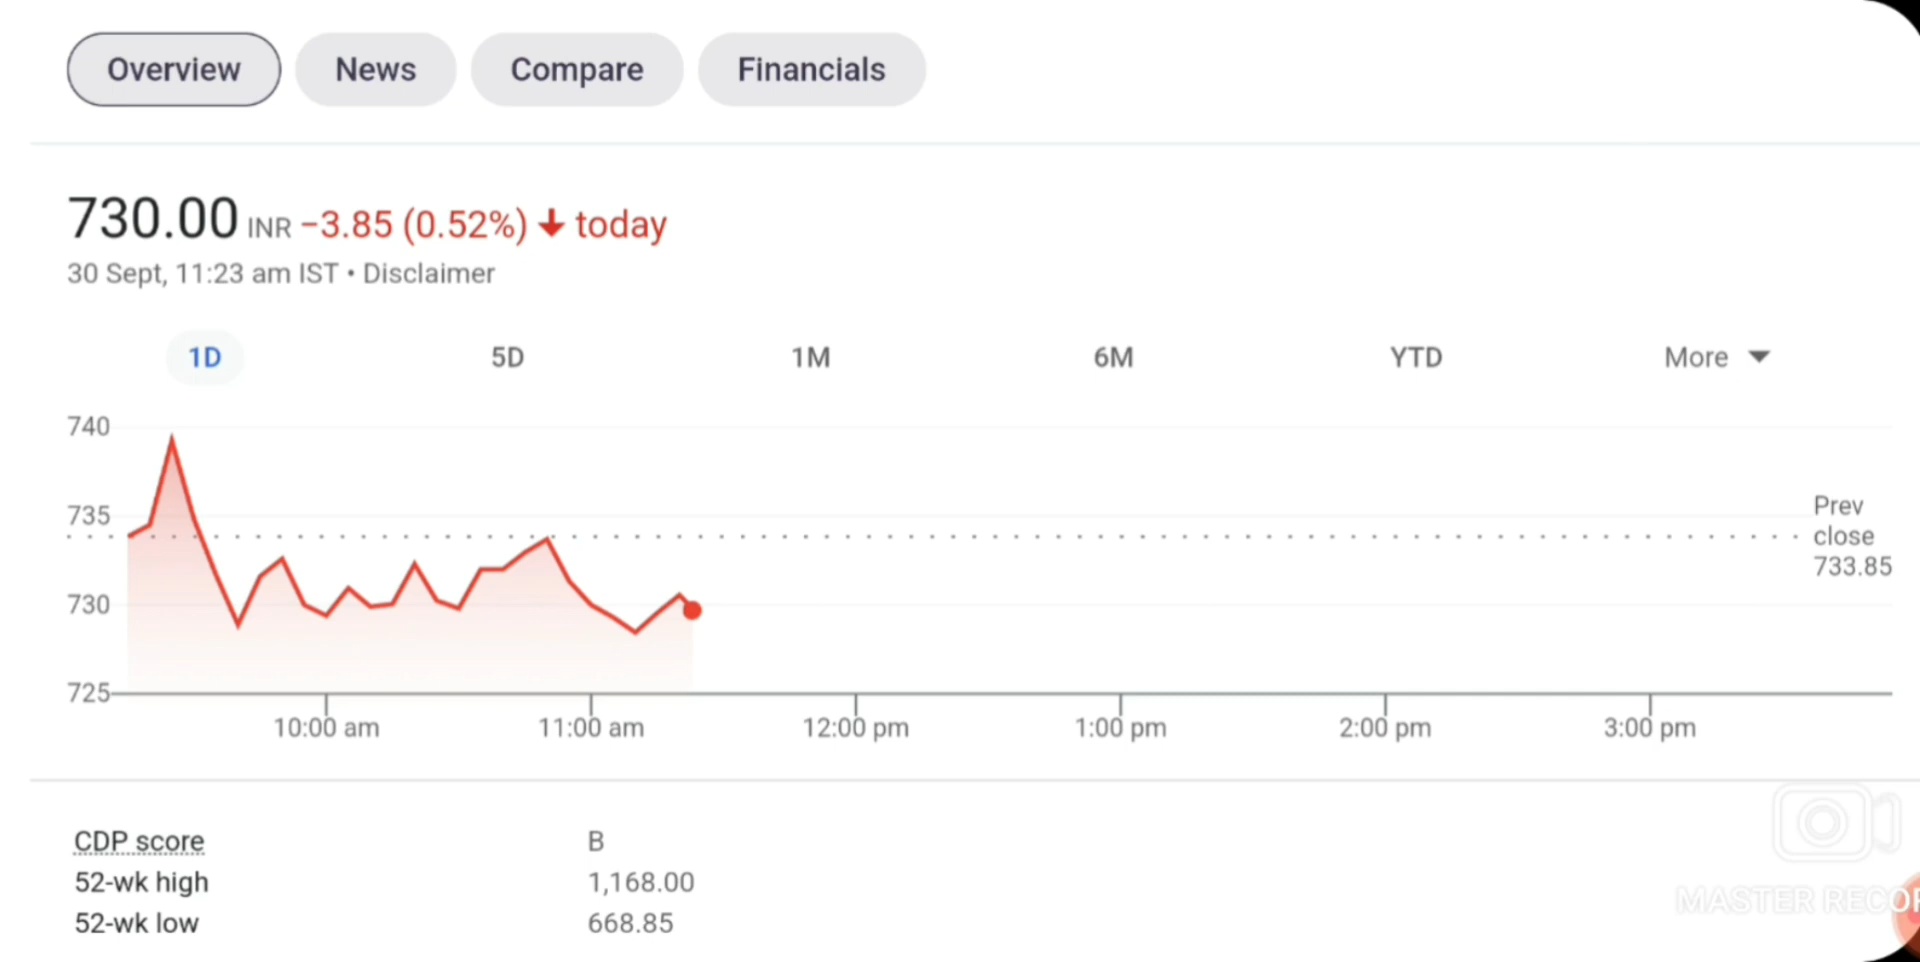 Overview News Compare Financials
730.00 INR −3.85 (0.52%) today
30 Sept, 11:23 am IST • Disclaimer
1D 5D 1M 6M YTD More
740
735
730
725
Prev
close
733.85
10:00 am 11:00 am 12:00 pm 1:00 pm 2:00 pm 3:00 pm
CDP score B
52-wk high 1,168.00
52-wk low 668.85
MASTER RECOR